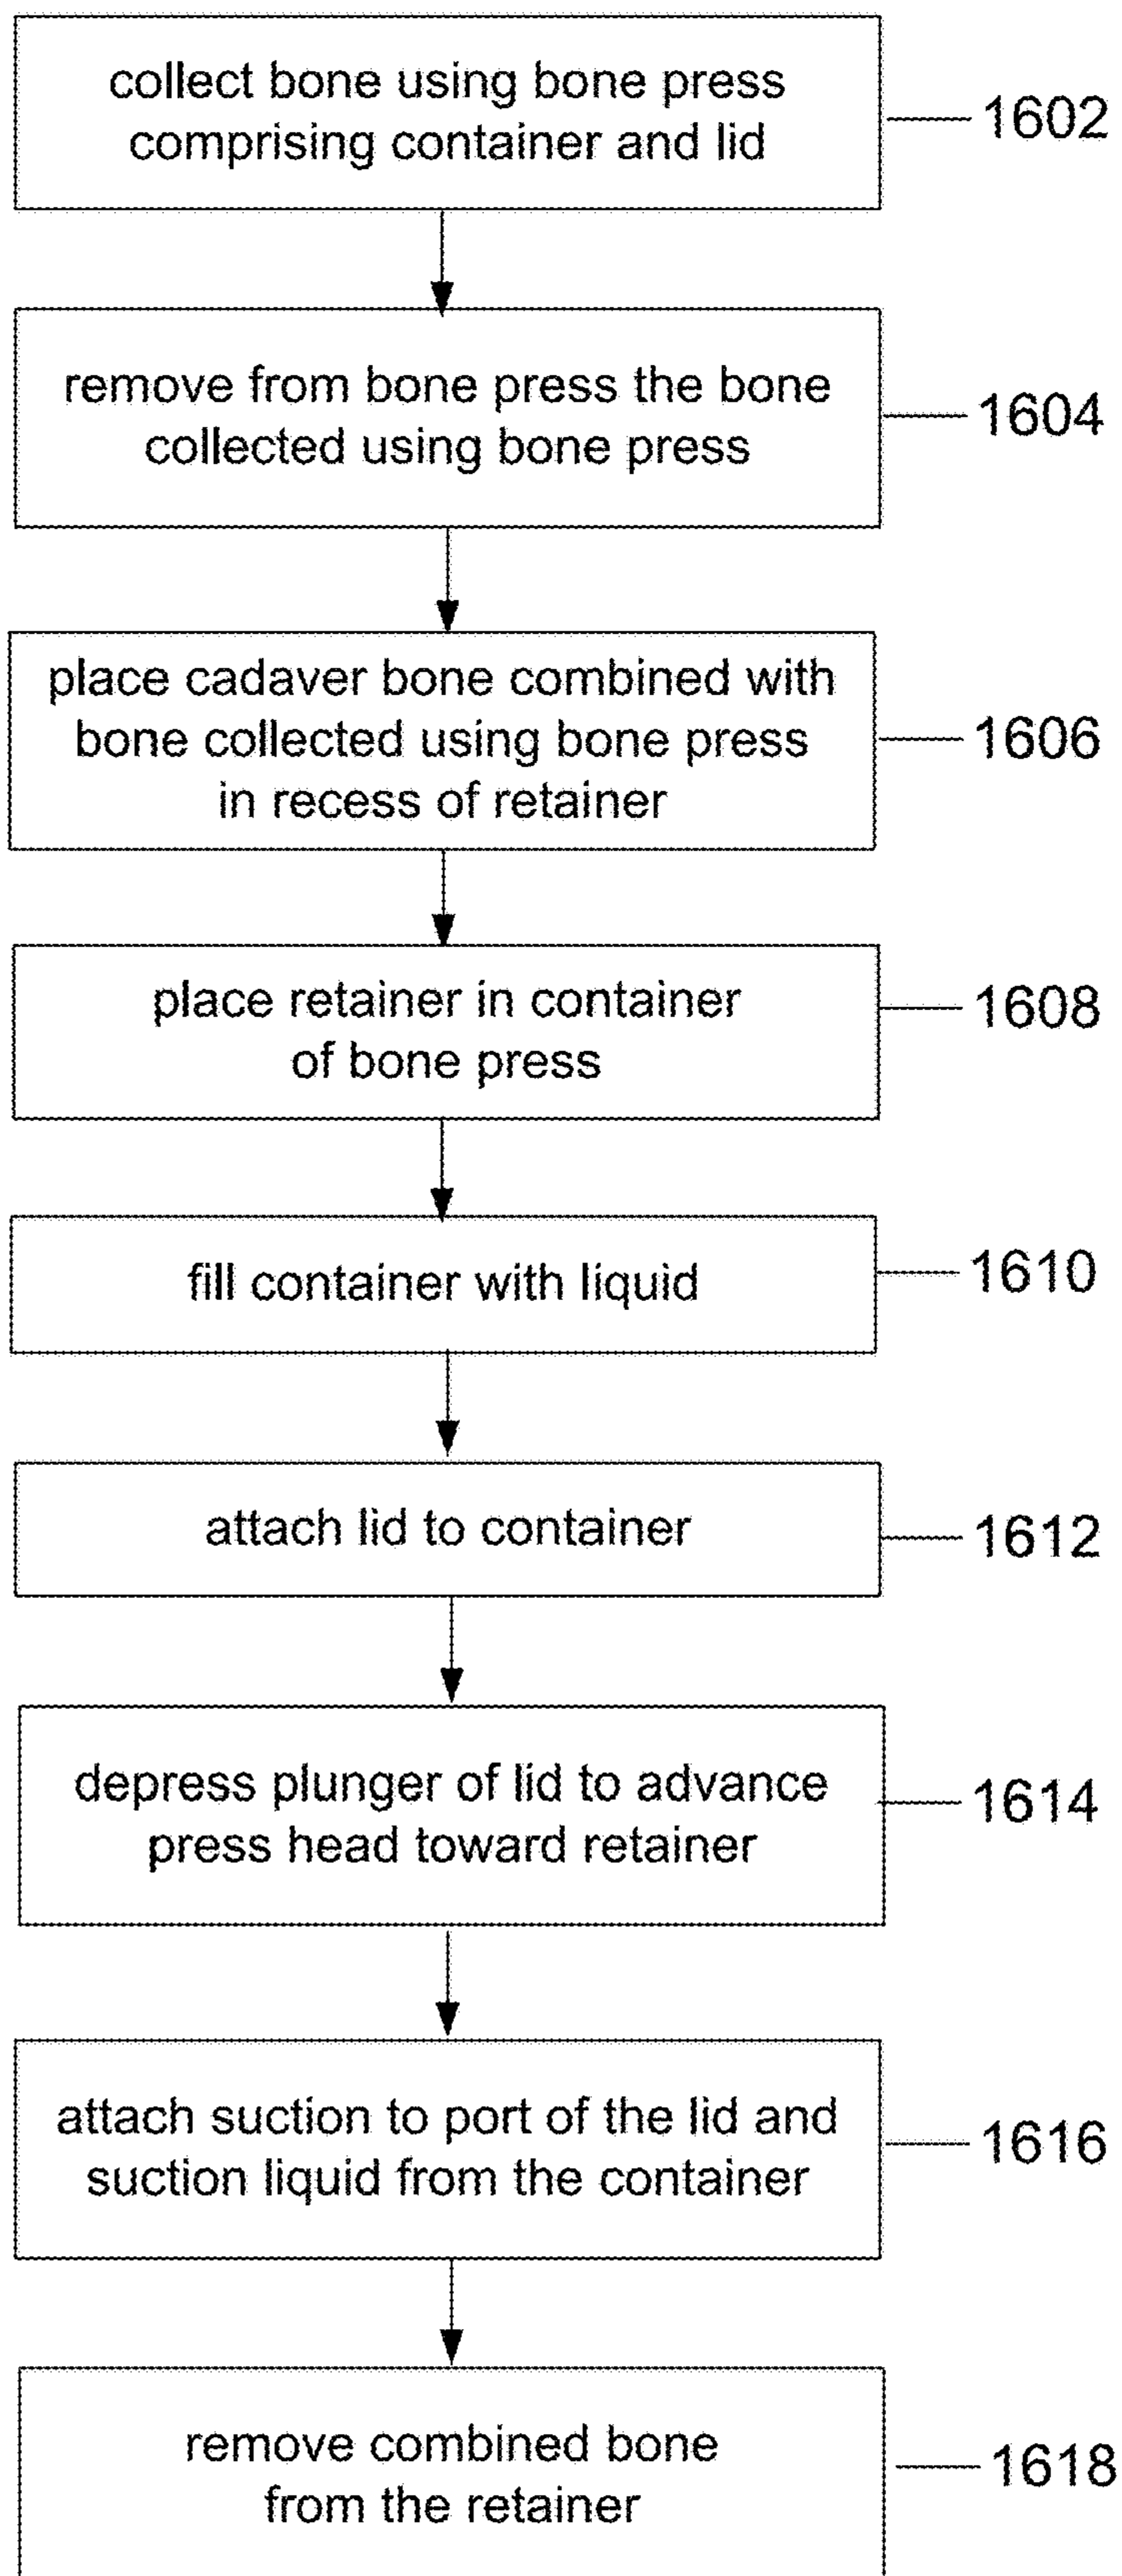 collect bone using bone press
comprising container and lid
1602
remove from bone press the bone
collected using bone press
1604
place cadaver bone combined with
bone collected using bone press
in recess of retainer
1606
place retainer in container
of bone press
1608
fill container with liquid
1610
attach lid to container
1612
depress plunger of lid to advance
press head toward retainer
1614
attach suction to port of the lid and
suction liquid from the container
1616
remove combined bone
from the retainer
1618